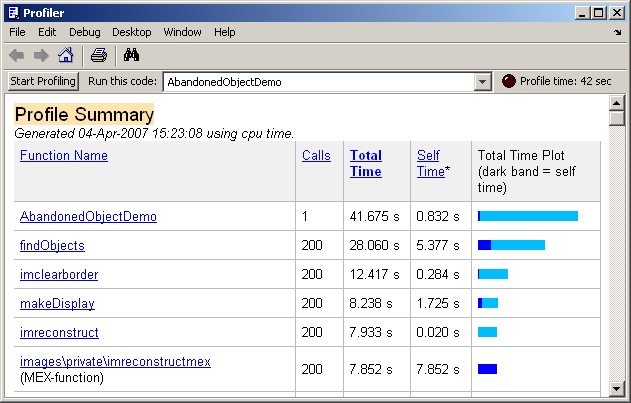 Profiler
File Edit Debug Desktop Window Help
Start Profiling Run this code: AbandonedObjectDemo Profile time: 42 sec
Profile Summary
Generated 04-Apr-2007 15:23:08 using cpu time.
Function Name Calls Total Time Self Time* Total Time Plot
(dark band = self
time)
AbandonedObjectDemo 1 41.675 s 0.832 s
findObjects 200 28.060 s 5.377 s
imclearborder 200 12.417 s 0.284 s
makeDisplay 200 8.238 s 1.725 s
imreconstruct 200 7.933 s 0.020 s
images\private\imreconstructmex 200 7.852 s 7.852 s
(MEX-function)